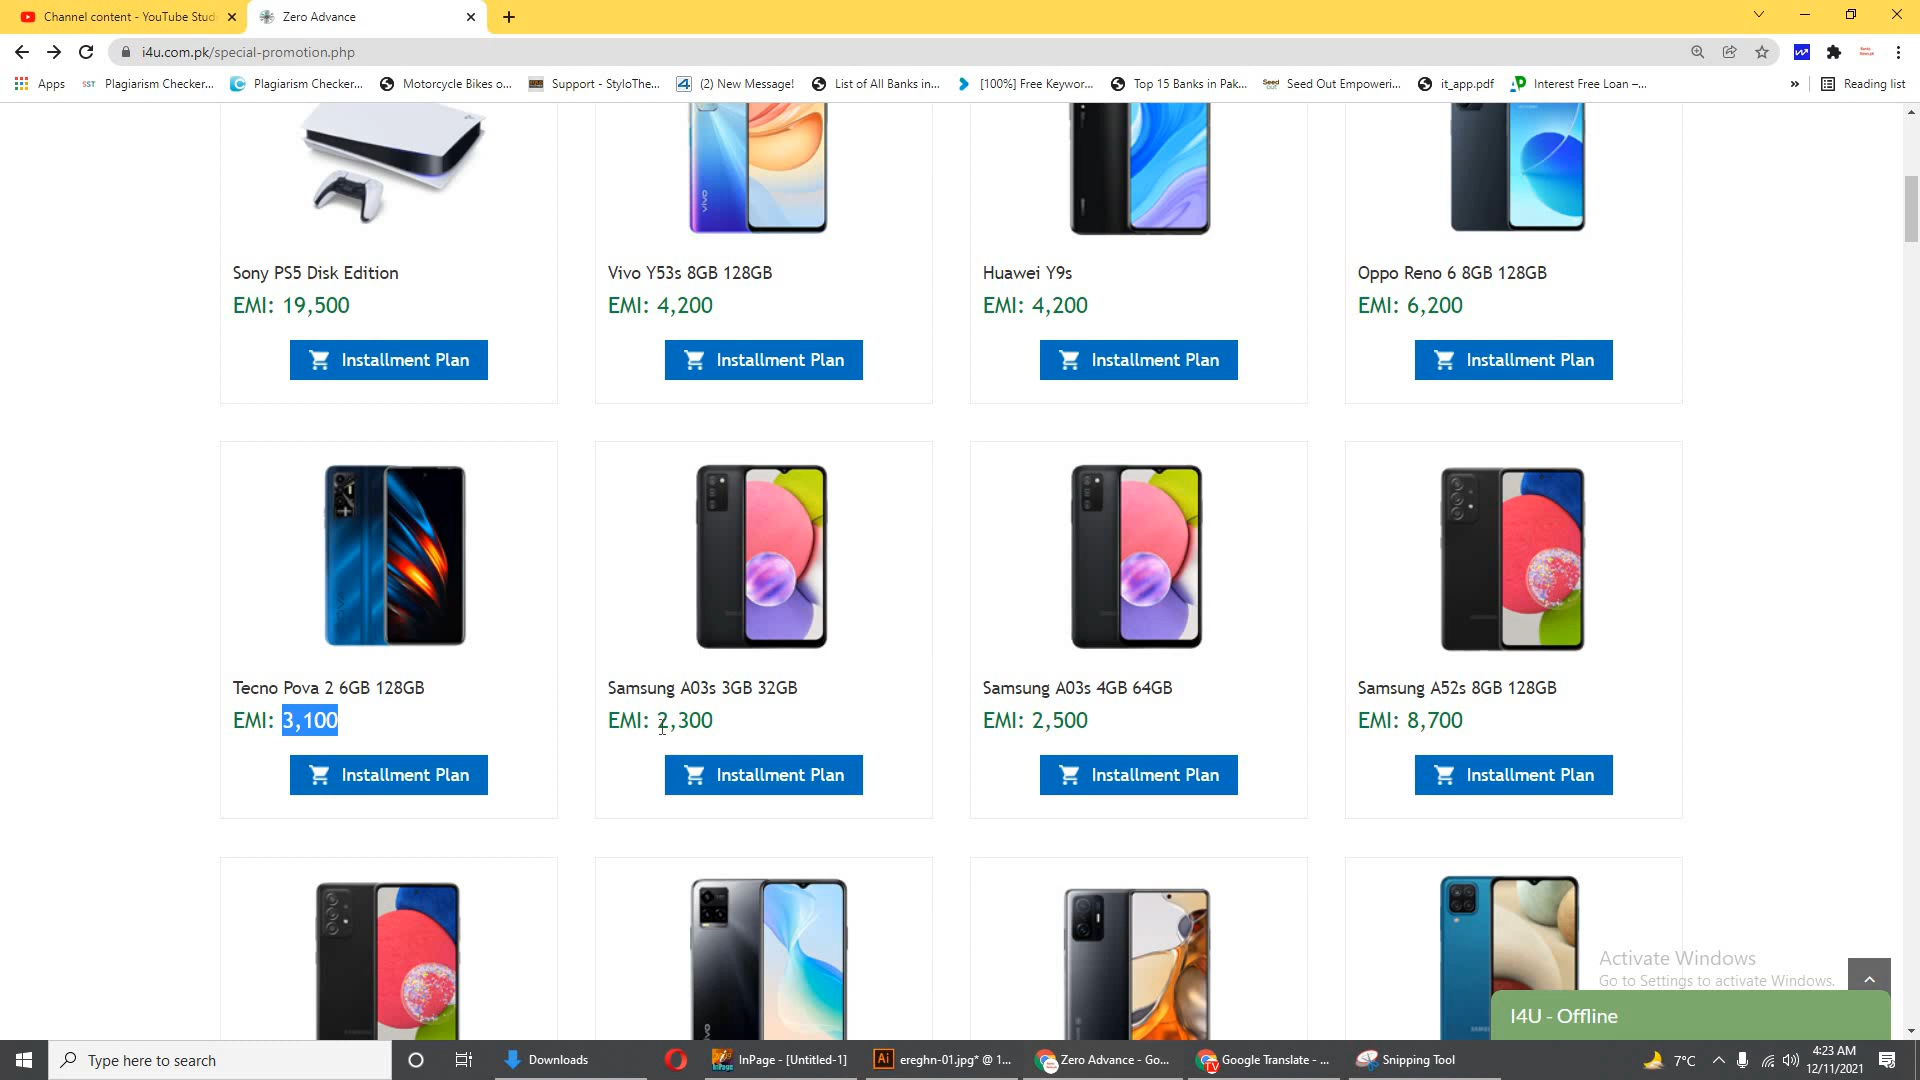 Channel content - YouTube Stud
Zero Advance
i4u.com.pk/special-promotion.php
Apps
SST Plagiarism Checker...
Plagiarism Checker...
Motorcycle Bikes o...
Support - StyloThe...
(2) New Message!
List of All Banks in...
[100%] Free Keywor...
Top 15 Banks in Pak...
Seed Out Empoweri...
it_app.pdf
Interest Free Loan –...
»
Reading list
Sony PS5 Disk Edition
EMI: 19,500
Installment Plan
vivo
Vivo Y53s 8GB 128GB
EMI: 4,200
Installment Plan
Huawei Y9s
EMI: 4,200
Installment Plan
Oppo Reno 6 8GB 128GB
EMI: 6,200
Installment Plan
Tecno Pova 2 6GB 128GB
EMI: 3,100
Installment Plan
Samsung A03s 3GB 32GB
EMI: 2,300
Installment Plan
Samsung A03s 4GB 64GB
EMI: 2,500
Installment Plan
Samsung A52s 8GB 128GB
EMI: 8,700
Installment Plan
Activate Windows
Go to Settings to activate Windows.
I4U - Offline
Type here to search
Downloads
InPage - [Untitled-1]
Ai
ereghn-01.jpg* @ 1...
Zero Advance - Go...
Google Translate - ...
Snipping Tool
7°C
4:23 AM
12/11/2021